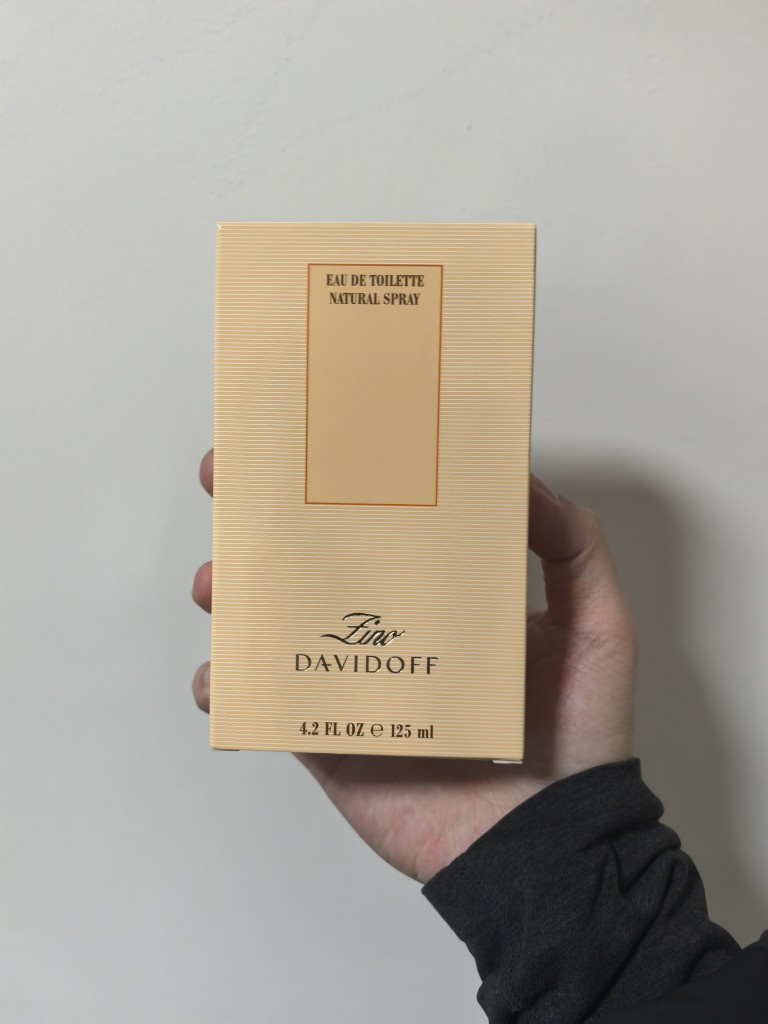 EAU DE TOILETTE
NATURAL SPRAY
Zino
DAVIDOFF
4.2 FL OZ ℮ 125 ml